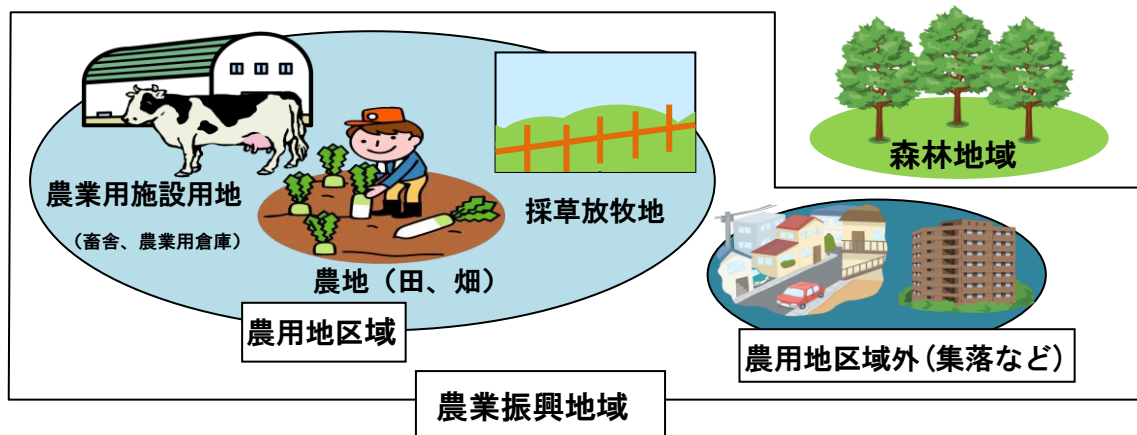 森林地域
農業用施設用地
（畜舎、農業用倉庫）
採草放牧地
農地（田、畑）
農用地区域
農用地区域外（集落など）
農業振興地域